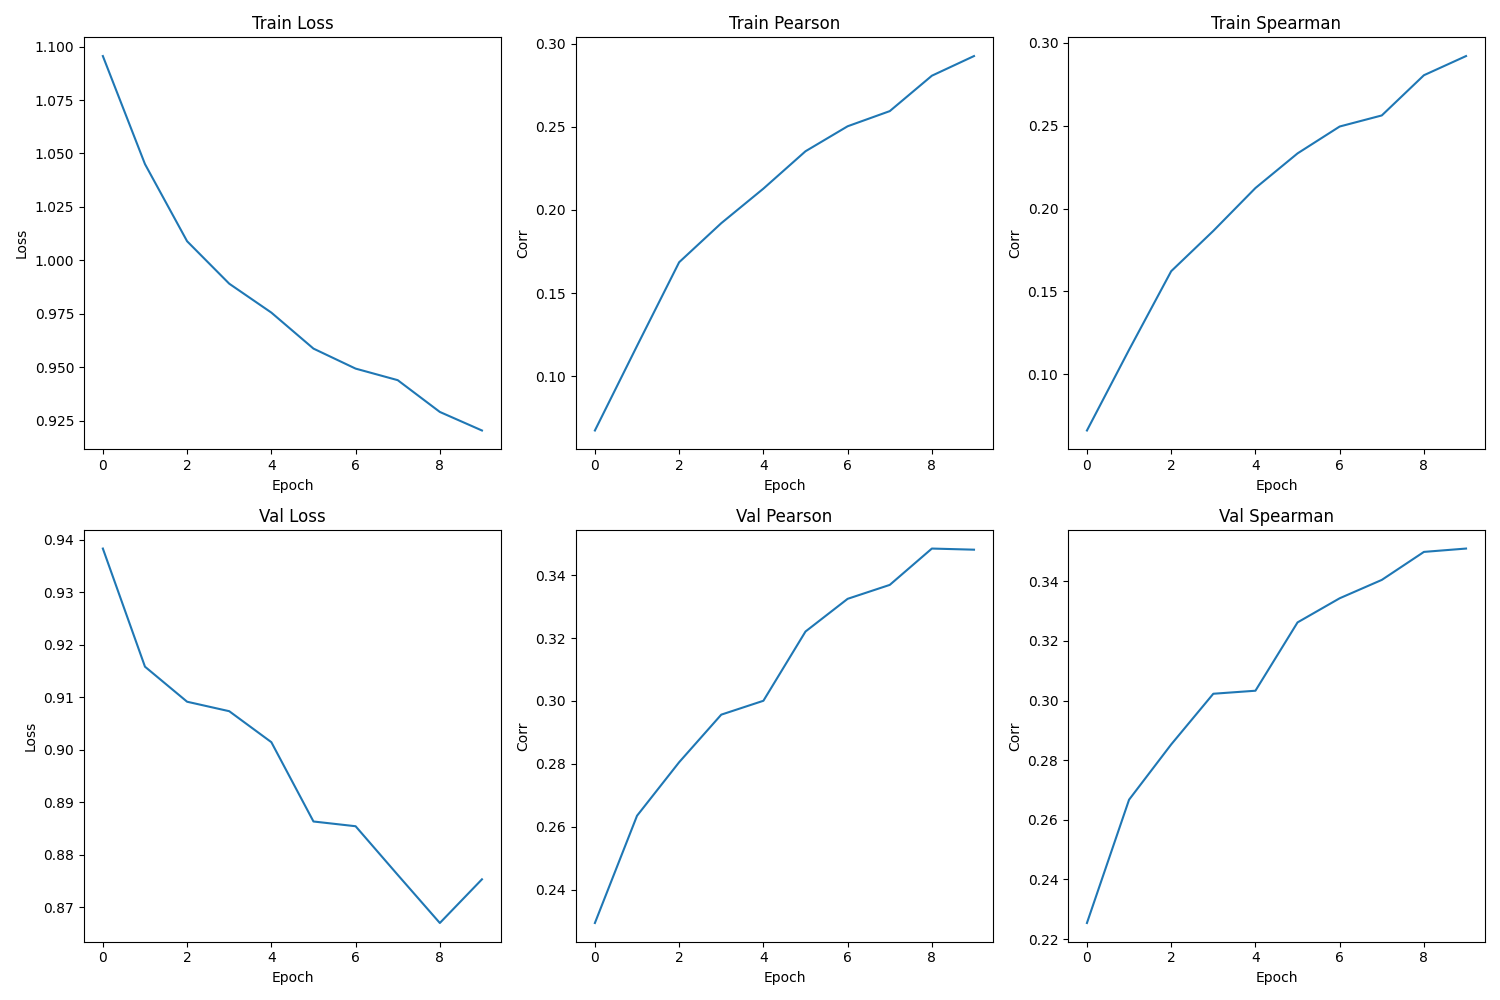 Train Loss
1.100
1.075
1.050
1.025
1.000
0.975
0.950
0.925
Loss
0 2 4 6 8
Epoch
Train Pearson
0.30
0.25
0.20
0.15
0.10
Corr
0 2 4 6 8
Epoch
Train Spearman
0.30
0.25
0.20
0.15
0.10
Corr
0 2 4 6 8
Epoch
Val Loss
0.94
0.93
0.92
0.91
0.90
0.89
0.88
0.87
Loss
0 2 4 6 8
Epoch
Val Pearson
0.34
0.32
0.30
0.28
0.26
0.24
Corr
0 2 4 6 8
Epoch
Val Spearman
0.34
0.32
0.30
0.28
0.26
0.24
0.22
Corr
0 2 4 6 8
Epoch